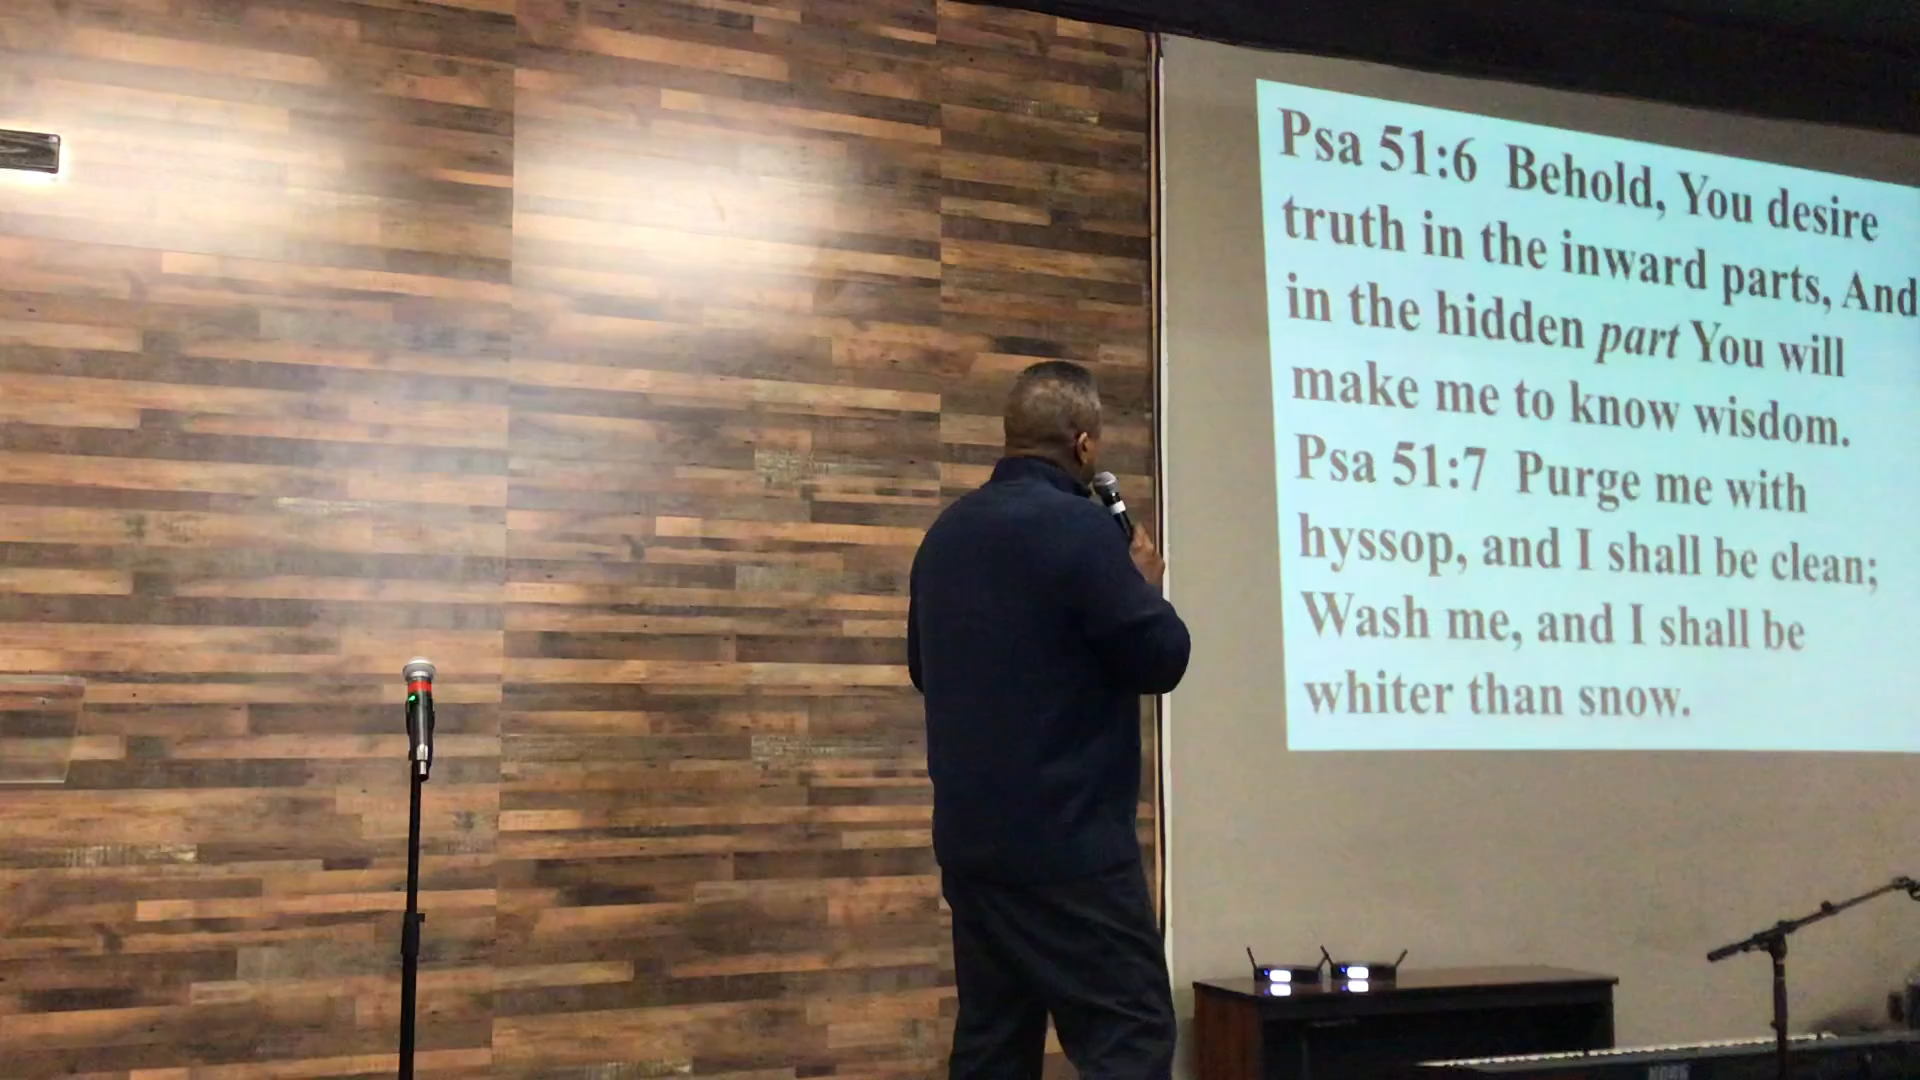 Psa 51:6 Behold, You desire
truth in the inward parts, And
in the hidden part You will
make me to know wisdom.
Psa 51:7 Purge me with
hyssop, and I shall be clean;
Wash me, and I shall be
whiter than snow.
KORG